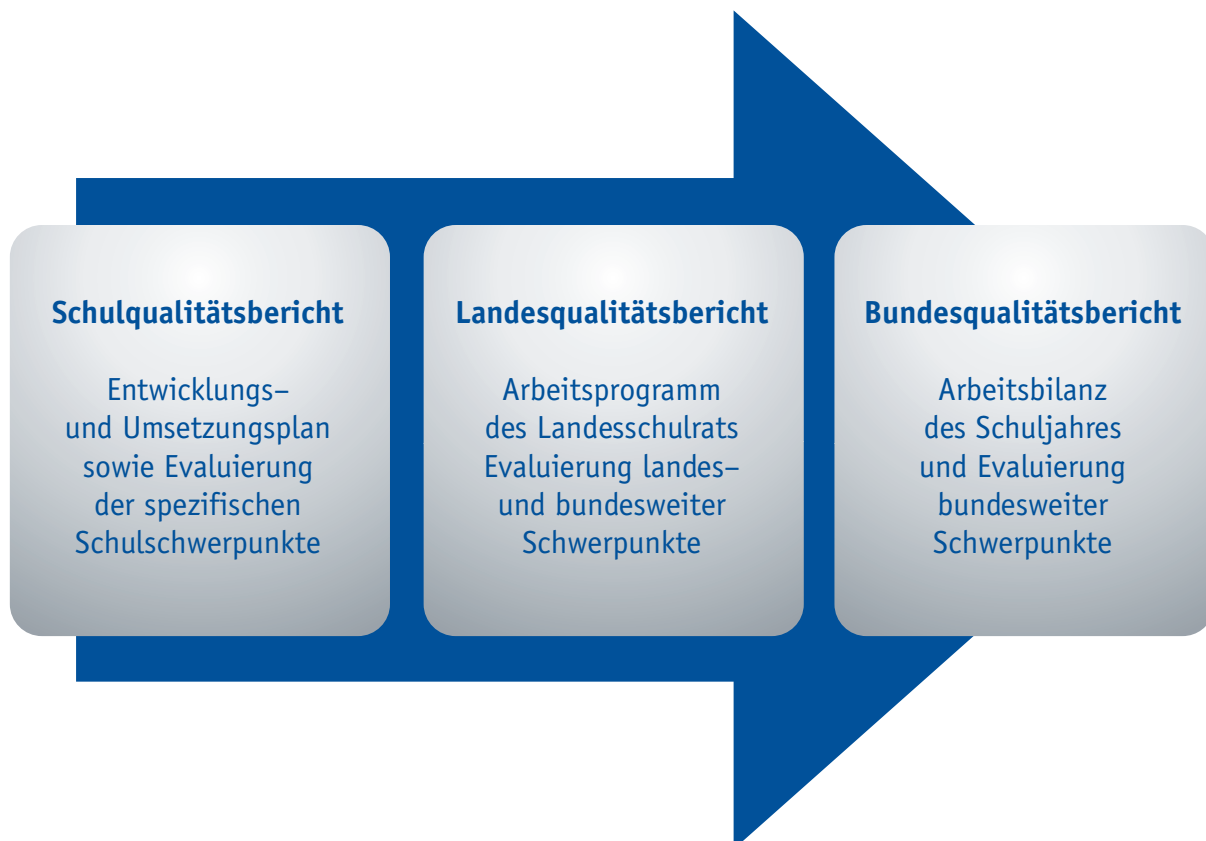 Schulqualitätsbericht
Entwicklungs–
und Umsetzungsplan
sowie Evaluierung
der spezifischen
Schulschwerpunkte
Landesqualitätsbericht
Arbeitsprogramm
des Landesschulrats
Evaluierung landes–
und bundesweiter
Schwerpunkte
Bundesqualitätsbericht
Arbeitsbilanz
des Schuljahres
und Evaluierung
bundesweiter
Schwerpunkte